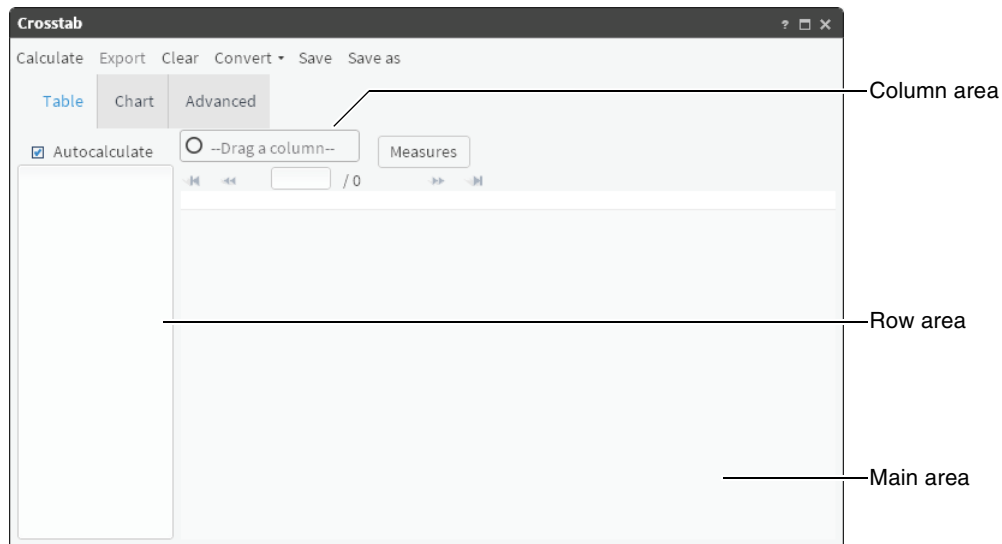 Crosstab ?
Calculate Export Clear Convert Save Save as
Column area
Table Chart Advanced
Autocalculate --Drag a column-- Measures
/ 0
Row area
Main area